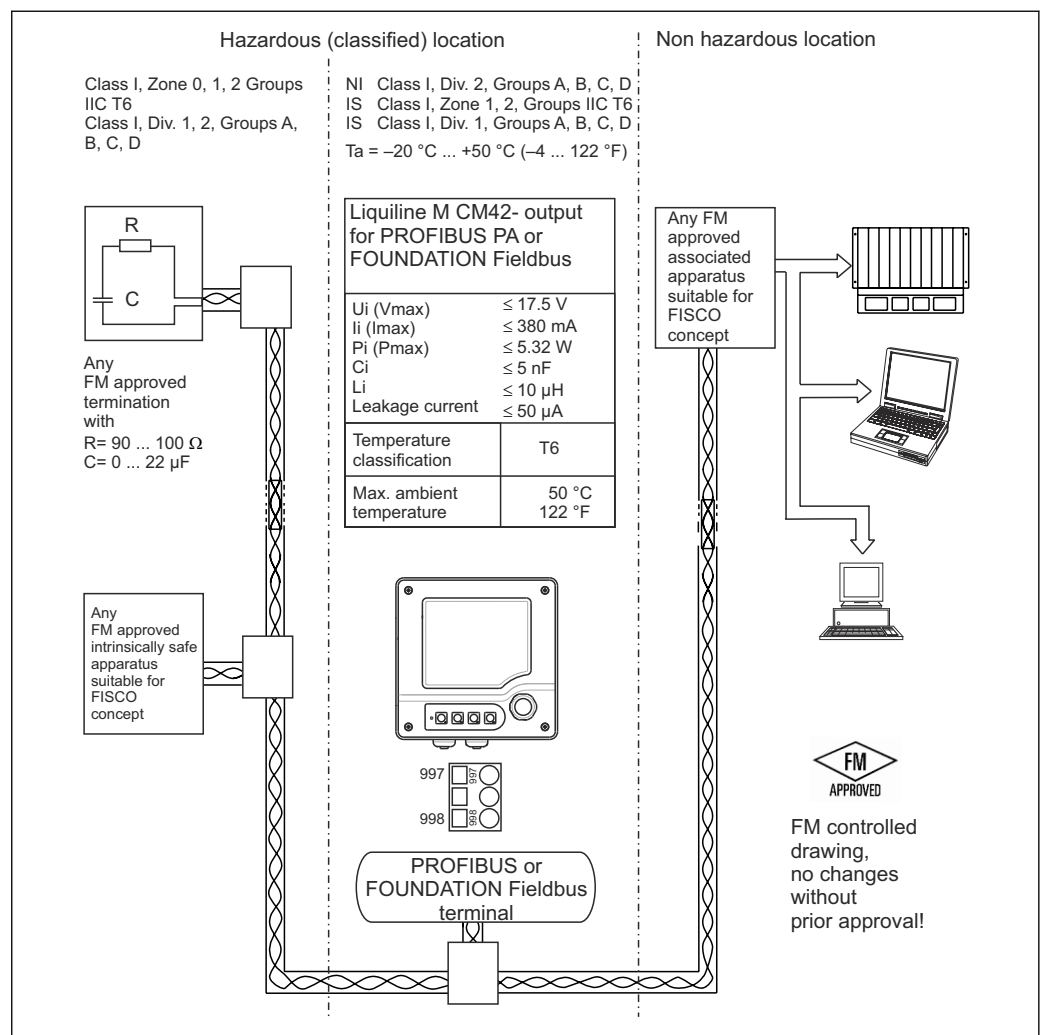 Hazardous (classified) location
Non hazardous location
Class I, Zone 0, 1, 2 Groups
IIC T6
Class I, Div. 1, 2, Groups A,
B, C, D
NI Class I, Div. 2, Groups A, B, C, D
IS Class I, Zone 1, 2, Groups IIC T6
IS Class I, Div. 1, Groups A, B, C, D
Ta = –20 °C ... +50 °C (–4 ... 122 °F)
R
C
Any
FM approved
termination
with
R= 90 ... 100 Ω
C= 0 ... 22 µF
Liquiline M CM42- output
for PROFIBUS PA or
FOUNDATION Fieldbus
Ui (Vmax) ≤ 17.5 V
Ii (Imax) ≤ 380 mA
Pi (Pmax) ≤ 5.32 W
Ci ≤ 5 nF
Li ≤ 10 µH
Leakage current ≤ 50 µA
Temperature
classification
T6
Max. ambient
temperature
50 °C
122 °F
Any FM
approved
associated
apparatus
suitable for
FISCO
concept
Any
FM approved
intrinsically safe
apparatus
suitable for
FISCO
concept
997
997
998
998
PROFIBUS or
FOUNDATION Fieldbus
terminal
FM
APPROVED
FM controlled
drawing,
no changes
without
prior approval!